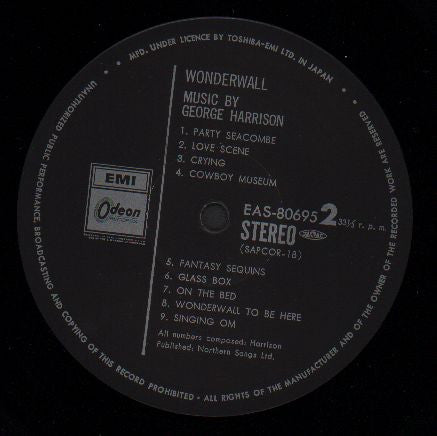 • MFD. UNDER LICENCE BY TOSHIBA-EMI LTD. IN JAPAN •
WONDERWALL
MUSIC BY
GEORGE HARRISON
1. PARTY SEACOMBE
2. LOVE SCENE
3. CRYING
4. COWBOY MUSEUM
EMI
Odeon
EAS-80695 2 33⅓ r. p. m.
STEREO
(SAPCOR-1B)
5. FANTASY SEQUINS
6. GLASS BOX
7. ON THE BED
8. WONDERWALL TO BE HERE
9. SINGING OM
All numbers composed: Harrison
Published: Northern Songs Ltd.
UNAUTHORIZED PUBLIC PERFORMANCE, BROADCASTING AND COPYING OF THIS RECORD PROHIBITED • ALL RIGHTS OF THE MANUFACTURER AND OF THE OWNER OF THE RECORDED WORK ARE RESERVED